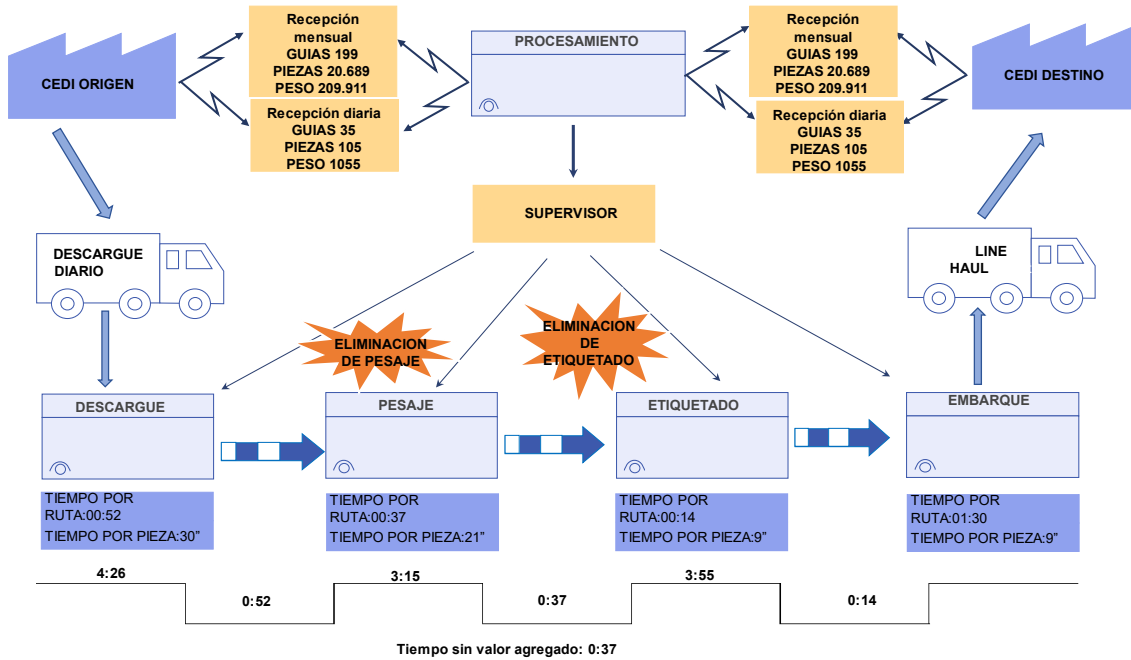 CEDI ORIGEN
Recepción
mensual
GUIAS 199
PIEZAS 20.689
PESO 209.911
Recepción diaria
GUIAS 35
PIEZAS 105
PESO 1055
PROCESAMIENTO
Recepción
mensual
GUIAS 199
PIEZAS 20.689
PESO 209.911
Recepción diaria
GUIAS 35
PIEZAS 105
PESO 1055
CEDI DESTINO
SUPERVISOR
DESCARGUE
DIARIO
LINE
HAUL
ELIMINACION
DE PESAJE
ELIMINACION
DE
ETIQUETADO
DESCARGUE
PESAJE
ETIQUETADO
EMBARQUE
TIEMPO POR
RUTA:00:52
TIEMPO POR PIEZA:30”
TIEMPO POR
RUTA:00:37
TIEMPO POR PIEZA:21”
TIEMPO POR
RUTA:00:14
TIEMPO POR PIEZA:9”
TIEMPO POR
RUTA:01:30
TIEMPO POR PIEZA:9”
4:26
0:52
3:15
0:37
3:55
0:14
Tiempo sin valor agregado: 0:37